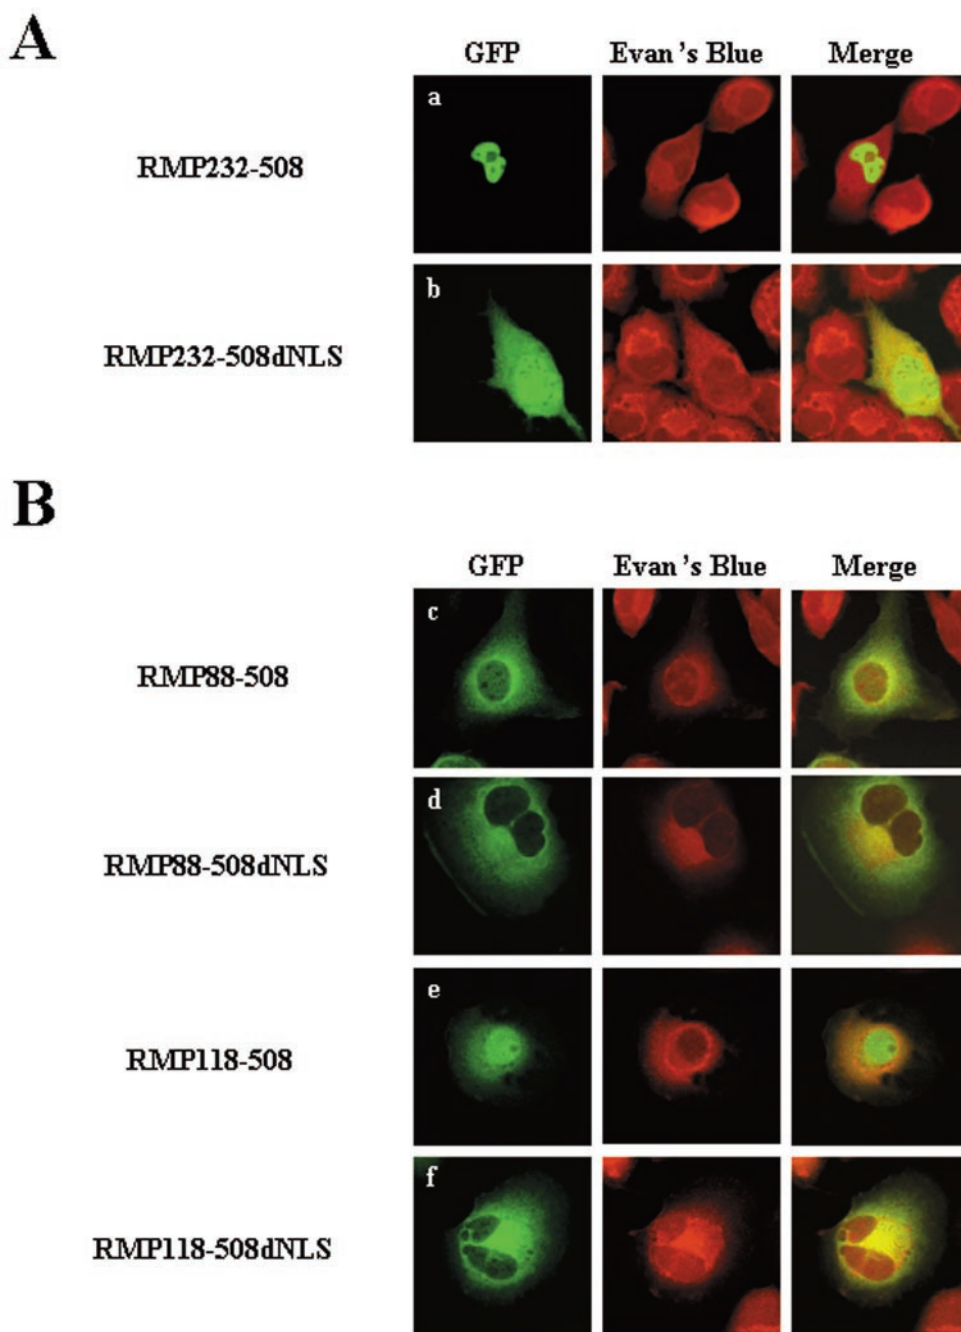 A
GFP Evan's Blue Merge
RMP232-508 a
RMP232-508dNLS b
B
GFP Evan's Blue Merge
RMP88-508 c
RMP88-508dNLS d
RMP118-508 e
RMP118-508dNLS f